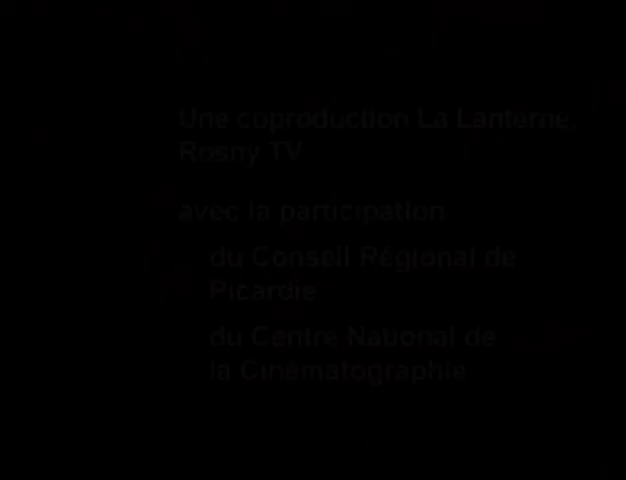 Une coproduction La Lanterne,
Rosny TV
avec la participation
du Conseil Régional de
Picardie
du Centre National de
la Cinématographie